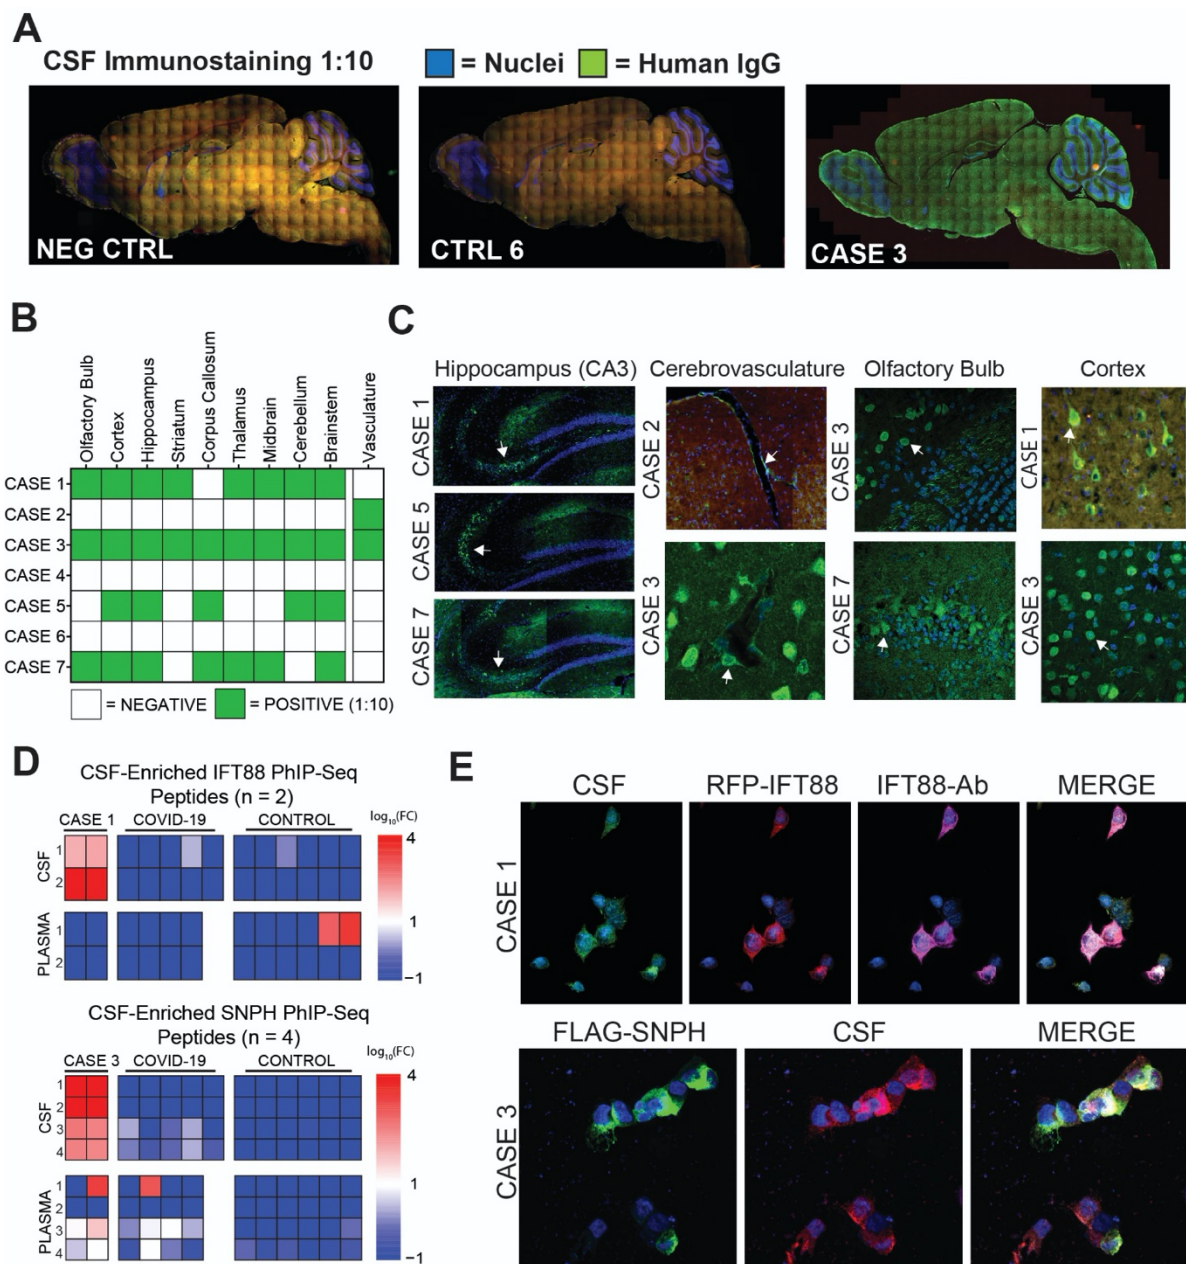 A
CSF Immunostaining 1:10
= Nuclei = Human IgG
NEG CTRL
CTRL 6
CASE 3
B
Olfactory Bulb
Cortex
Hippocampus
Striatum
Corpus Callosum
Thalamus
Midbrain
Cerebellum
Brainstem
Vasculature
CASE 1
CASE 2
CASE 3
CASE 4
CASE 5
CASE 6
CASE 7
= NEGATIVE = POSITIVE (1:10)
C
Hippocampus (CA3) Cerebrovasculature Olfactory Bulb Cortex
CASE 1
CASE 5
CASE 7
CASE 2
CASE 3
CASE 3
CASE 7
CASE 1
CASE 3
D
CSF-Enriched IFT88 PhIP-Seq
Peptides (n = 2)
CASE 1 COVID-19 CONTROL
log10(FC)
4
1
−1
CSF
1
2
PLASMA
1
2
CSF-Enriched SNPH PhIP-Seq
Peptides (n = 4)
CASE 3 COVID-19 CONTROL
log10(FC)
4
1
−1
CSF
1
2
3
4
PLASMA
1
2
3
4
E
CSF RFP-IFT88 IFT88-Ab MERGE
CASE 1
FLAG-SNPH CSF MERGE
CASE 3